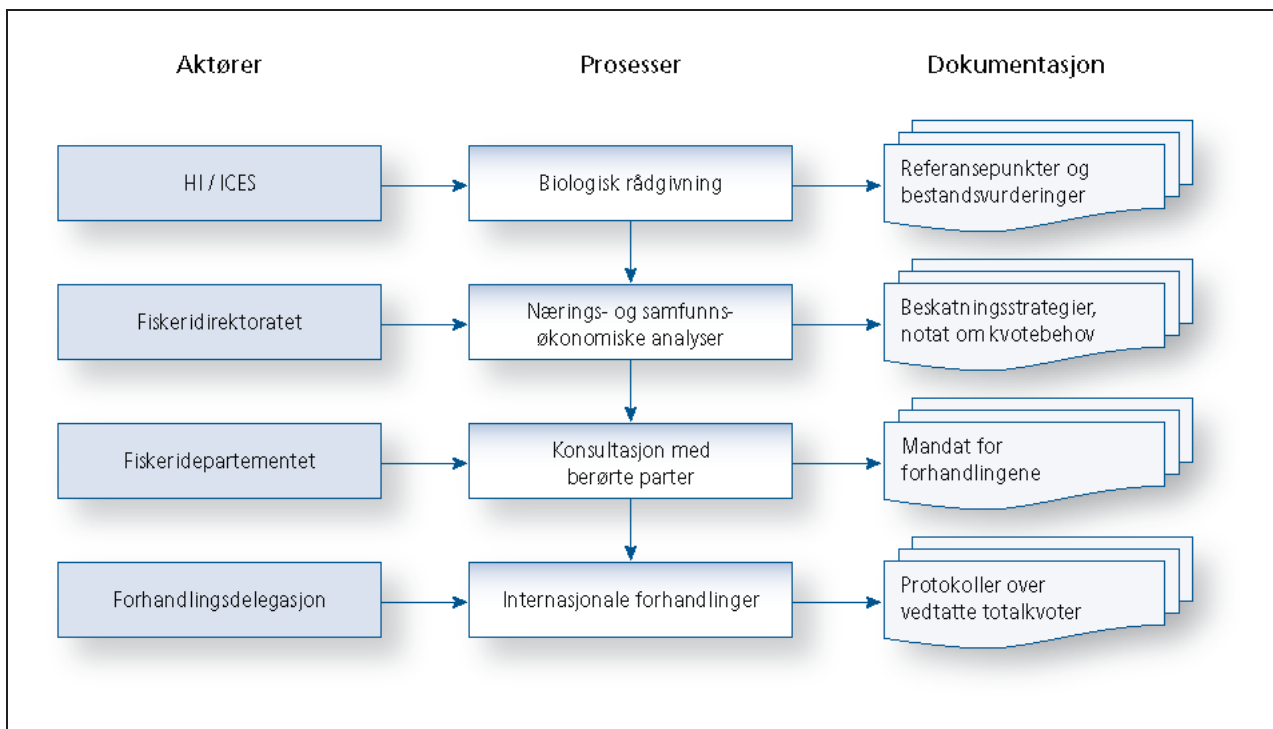 Aktører
Prosesser
Dokumentasjon
HI / ICES
Biologisk rådgivning
Referansepunkter og
bestandsvurderinger
Fiskeridirektoratet
Nærings- og samfunns-
økonomiske analyser
Beskatningsstrategier,
notat om kvotebehov
Fiskeridepartementet
Konsultasjon med
berørte parter
Mandat for
forhandlingene
Forhandlingsdelegasjon
Internasjonale forhandlinger
Protokoller over
vedtatte totalkvoter